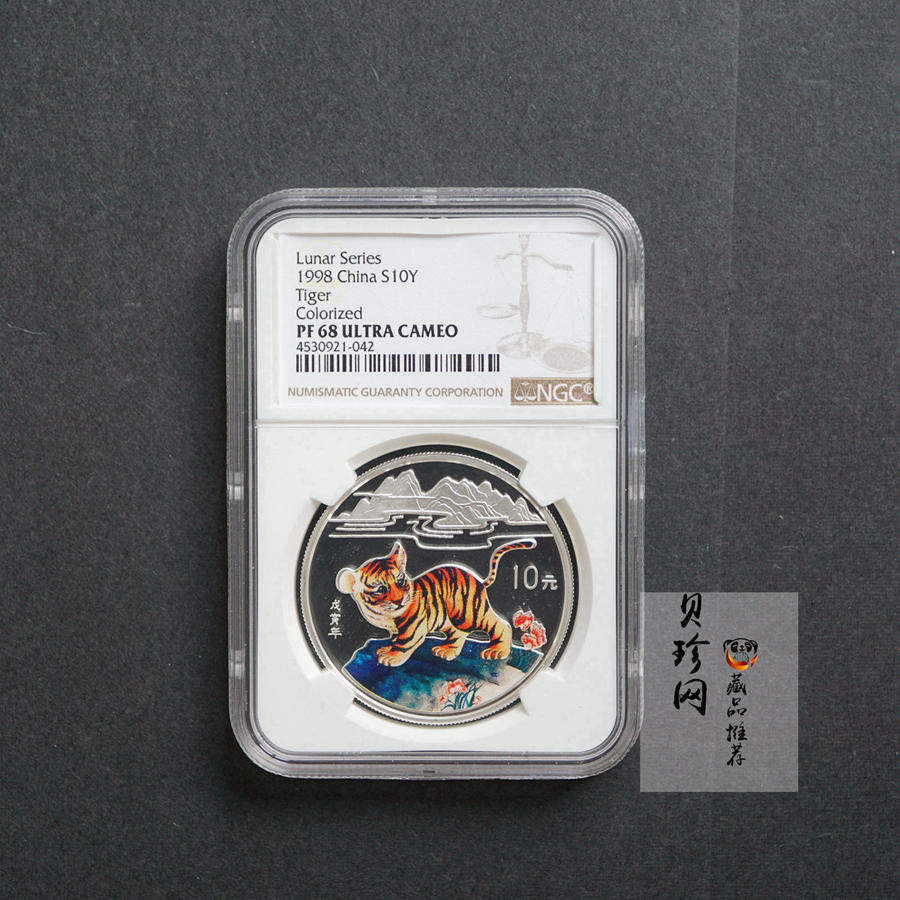 Lunar Series
1998 China S10Y
Tiger
Colorized
PF 68 ULTRA CAMEO
4530921-042
NUMISMATIC GUARANTY CORPORATION
NGC®
10元
戊寅年
贝珍网
藏品推荐